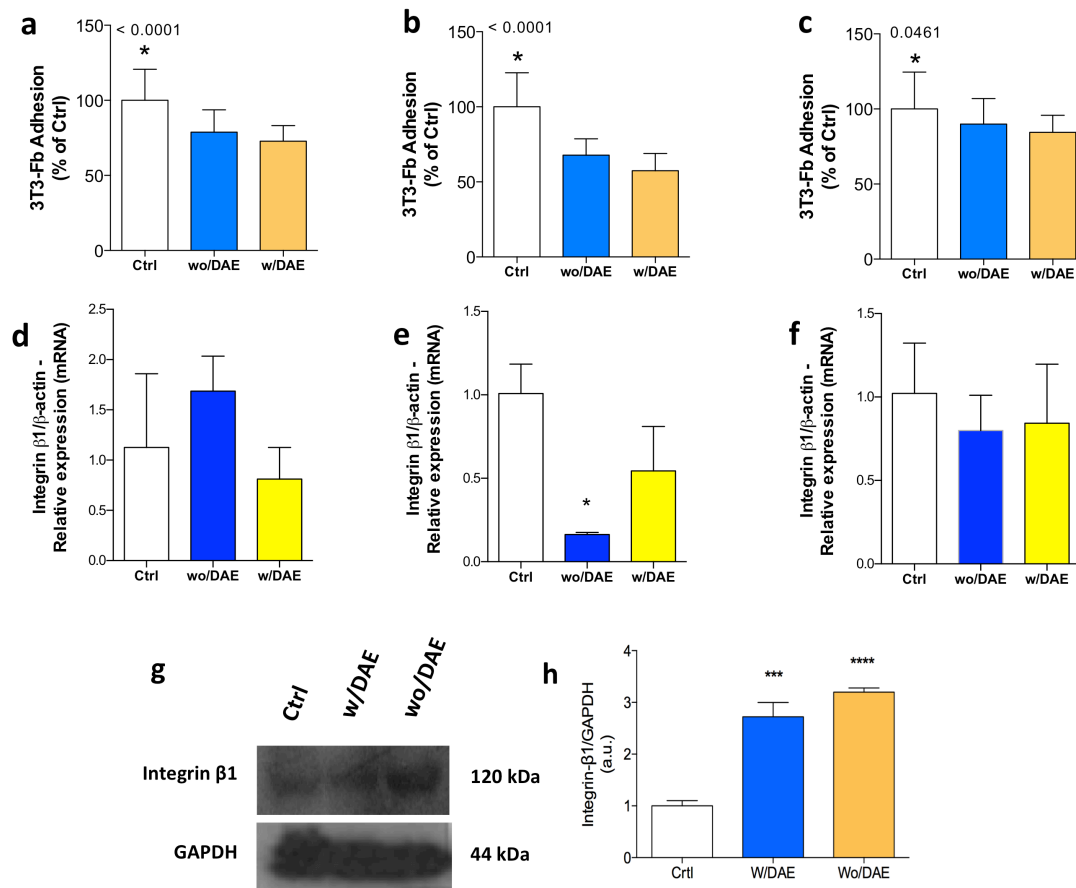 a
< 0.0001
*
3T3-Fb Adhesion
(% of Ctrl)
150
100
50
0
Ctrl
wo/DAE
w/DAE
b
< 0.0001
*
3T3-Fb Adhesion
(% of Ctrl)
150
100
50
0
Ctrl
wo/DAE
w/DAE
c
0.0461
*
3T3-Fb Adhesion
(% of Ctrl)
150
100
50
0
Ctrl
wo/DAE
w/DAE
d
Integrin β1/β-actin -
Relative expression (mRNA)
2.5
2.0
1.5
1.0
0.5
0.0
Ctrl
wo/DAE
w/DAE
e
Integrin β1/β-actin -
Relative expression (mRNA)
1.5
1.0
0.5
0.0
*
Ctrl
wo/DAE
w/DAE
f
Integrin β1/β-actin -
Relative expression (mRNA)
1.5
1.0
0.5
0.0
Ctrl
wo/DAE
w/DAE
g
Ctrl
w/DAE
wo/DAE
Integrin β1
120 kDa
GAPDH
44 kDa
h
Integrin-β1/GAPDH
(a.u.)
4
3
2
1
0
***
****
Crtl
W/DAE
Wo/DAE